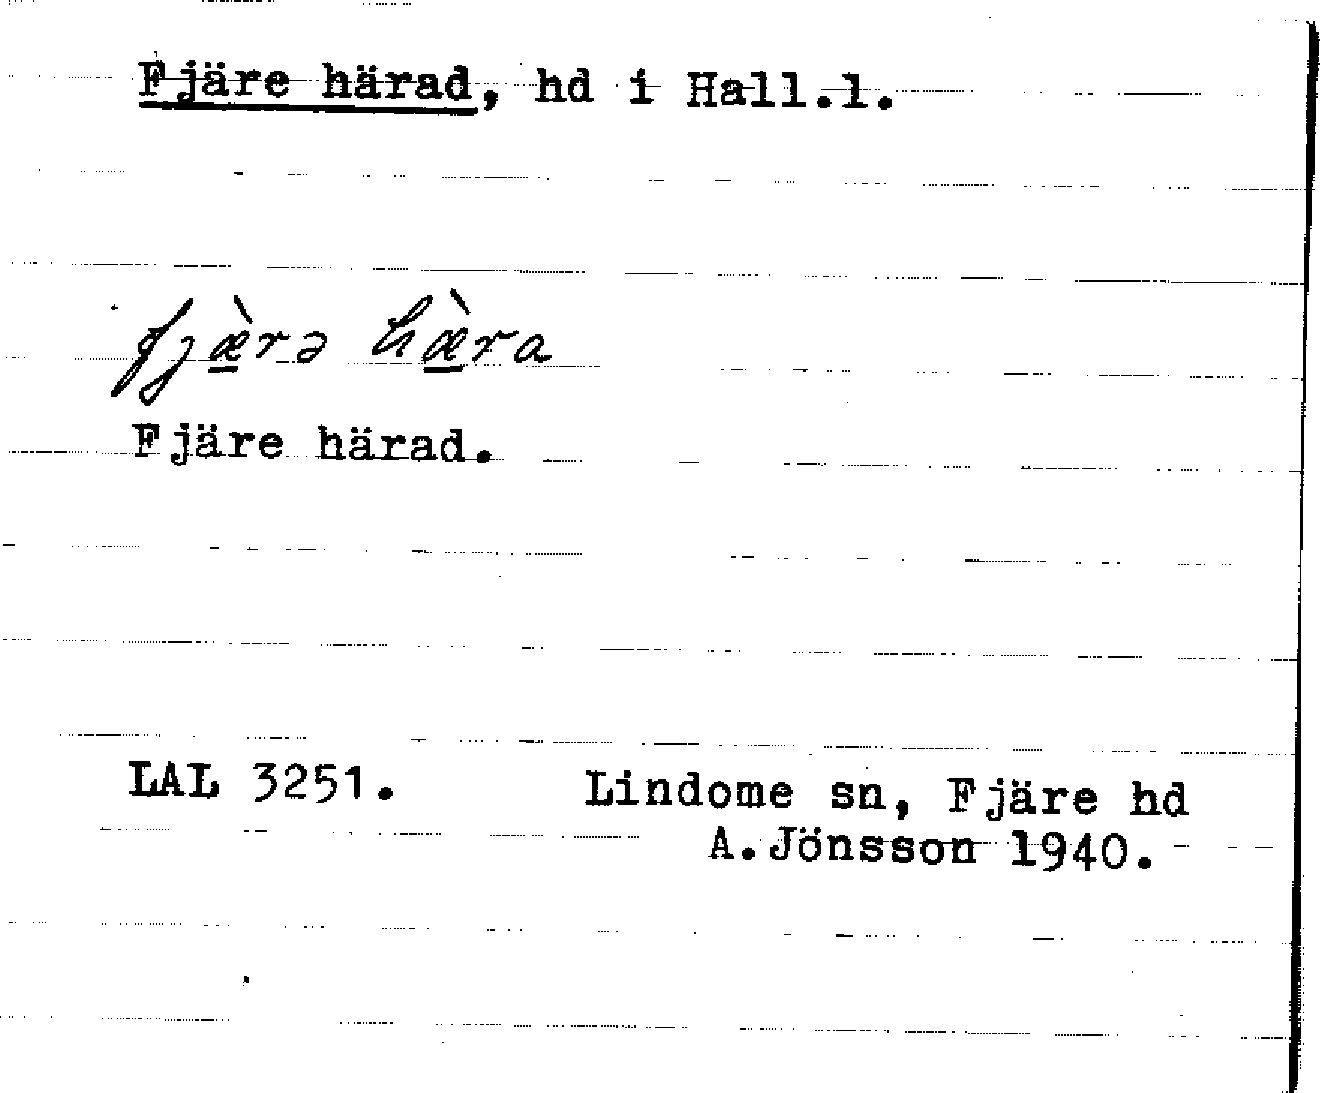 Fjäre härad, hd i Hall.l.
fjæ̱̀rə hæ̱̀ra
Fjäre härad.
LAL 3251. Lindome sn, Fjäre hd
A.Jönsson 1940.